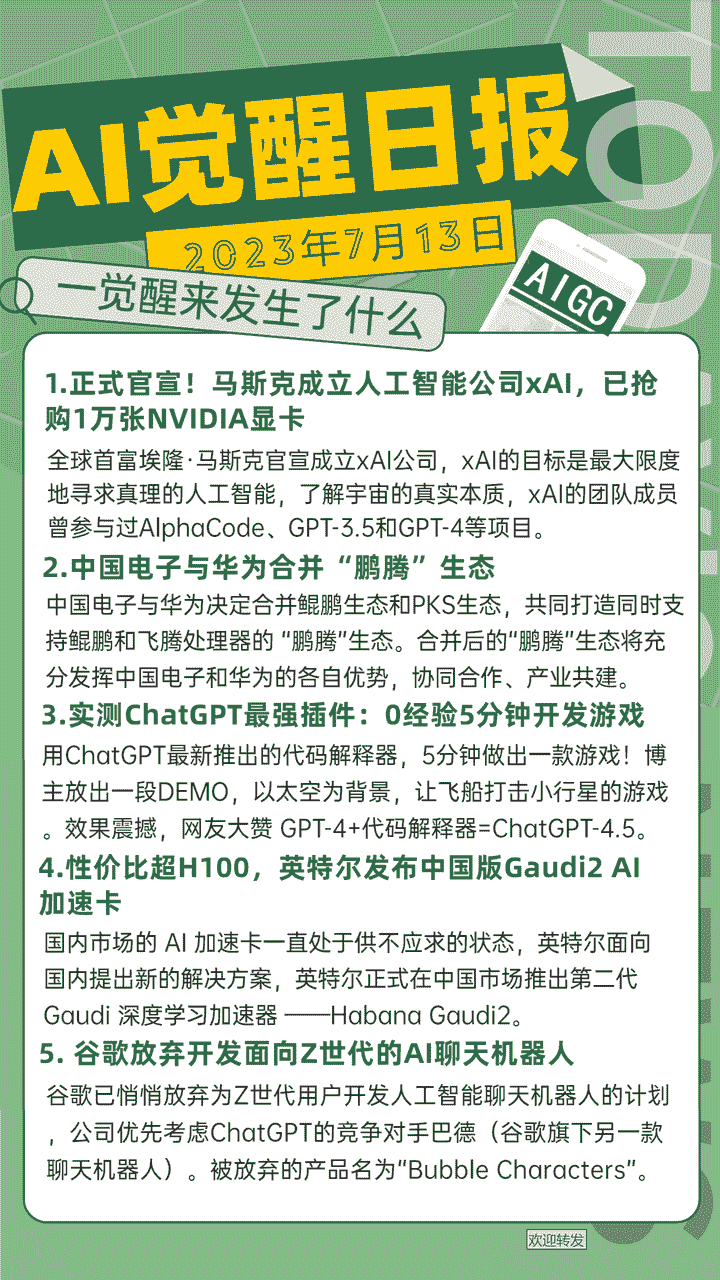 AI觉醒日报
2023年7月13日
一觉醒来发生了什么
AIGC
1.正式官宣！马斯克成立人工智能公司xAI，已抢
购1万张NVIDIA显卡
全球首富埃隆·马斯克官宣成立xAI公司，xAI的目标是最大限度
地寻求真理的人工智能，了解宇宙的真实本质，xAI的团队成员
曾参与过AlphaCode、GPT-3.5和GPT-4等项目。
2.中国电子与华为合并“鹏腾”生态
中国电子与华为决定合并鲲鹏生态和PKS生态，共同打造同时支
持鲲鹏和飞腾处理器的 “鹏腾”生态。合并后的“鹏腾”生态将充
分发挥中国电子和华为的各自优势，协同合作、产业共建。
3.实测ChatGPT最强插件：0经验5分钟开发游戏
用ChatGPT最新推出的代码解释器，5分钟做出一款游戏！博
主放出一段DEMO，以太空为背景，让飞船打击小行星的游戏
。效果震撼，网友大赞 GPT-4+代码解释器=ChatGPT-4.5。
4.性价比超H100，英特尔发布中国版Gaudi2 AI
加速卡
国内市场的 AI 加速卡一直处于供不应求的状态，英特尔面向
国内提出新的解决方案，英特尔正式在中国市场推出第二代
Gaudi 深度学习加速器 ——Habana Gaudi2。
5. 谷歌放弃开发面向Z世代的AI聊天机器人
谷歌已悄悄放弃为Z世代用户开发人工智能聊天机器人的计划
，公司优先考虑ChatGPT的竞争对手巴德（谷歌旗下另一款
聊天机器人）。被放弃的产品名为“Bubble Characters”。
欢迎转发